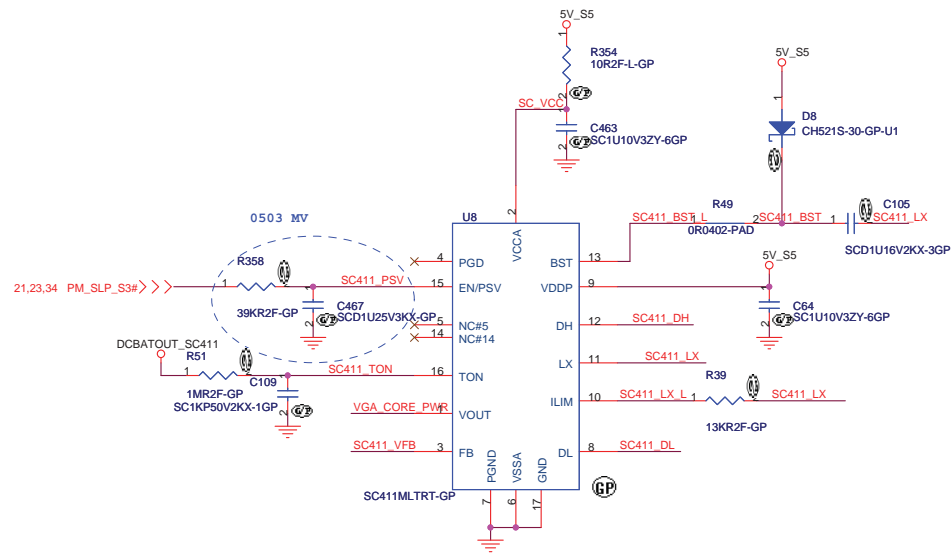 5V_S5
1
R354
10R2F-L-GP
2
G/P
SC_VCC
1
C463
SC1U10V3ZY-6GP
2
G/P
5V_S5
1
D8
CH521S-30-GP-U1
2
0503 MV
U8
2
VCCA
R49
SC411_BST_L
1
2
SC411_BST
0R0402-PAD
1
C105
SC411_LX
SCD1U16V2KX-3GP
4
PGD
BST
13
5V_S5
R358
21,23,34 PM_SLP_S3#
1
2
39KR2F-GP
SC411_PSV
15
EN/PSV
1
C467
SCD1U25V3KX-GP
2
G/P
VDDP
9
1
C64
SC1U10V3ZY-6GP
2
G/P
5
NC#5
14
NC#14
DH
12
SC411_DH
LX
11
SC411_LX
DCBATOUT_SC411
R51
1
2
1MR2F-GP
SC411_TON
16
TON
1
C109
SC1KP50V2KX-1GP
2
G/P
ILIM
10
SC411_LX_L
R39
1
2
SC411_LX
13KR2F-GP
VGA_CORE_PWR
1
VOUT
SC411_VFB
3
FB
DL
8
SC411_DL
PGND
VSSA
GND
SC411MLTRT-GP
GP
7
6
17